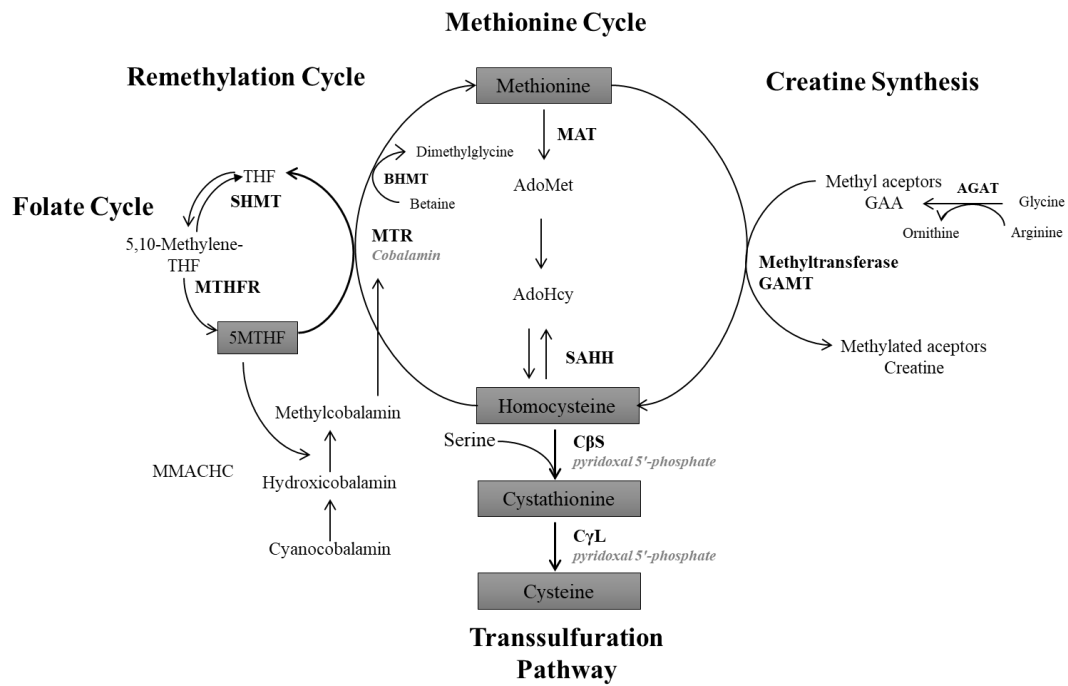 Methionine Cycle
Remethylation Cycle
Creatine Synthesis
Methionine
MAT
Dimethylglycine
BHMT
Betaine
AdoMet
THF
SHMT
Folate Cycle
5,10-Methylene-
THF
MTHFR
5MTHF
MTR
Cobalamin
AdoHcy
SAHH
Methyl aceptors
GAA
AGAT
Glycine
Ornithine
Arginine
Methyltransferase
GAMT
Methylated aceptors
Creatine
Homocysteine
Methylcobalamin
MMACHC
Hydroxicobalamin
Cyanocobalamin
Serine
CβS
pyridoxal 5'-phosphate
Cystathionine
CγL
pyridoxal 5'-phosphate
Cysteine
Transsulfuration
Pathway